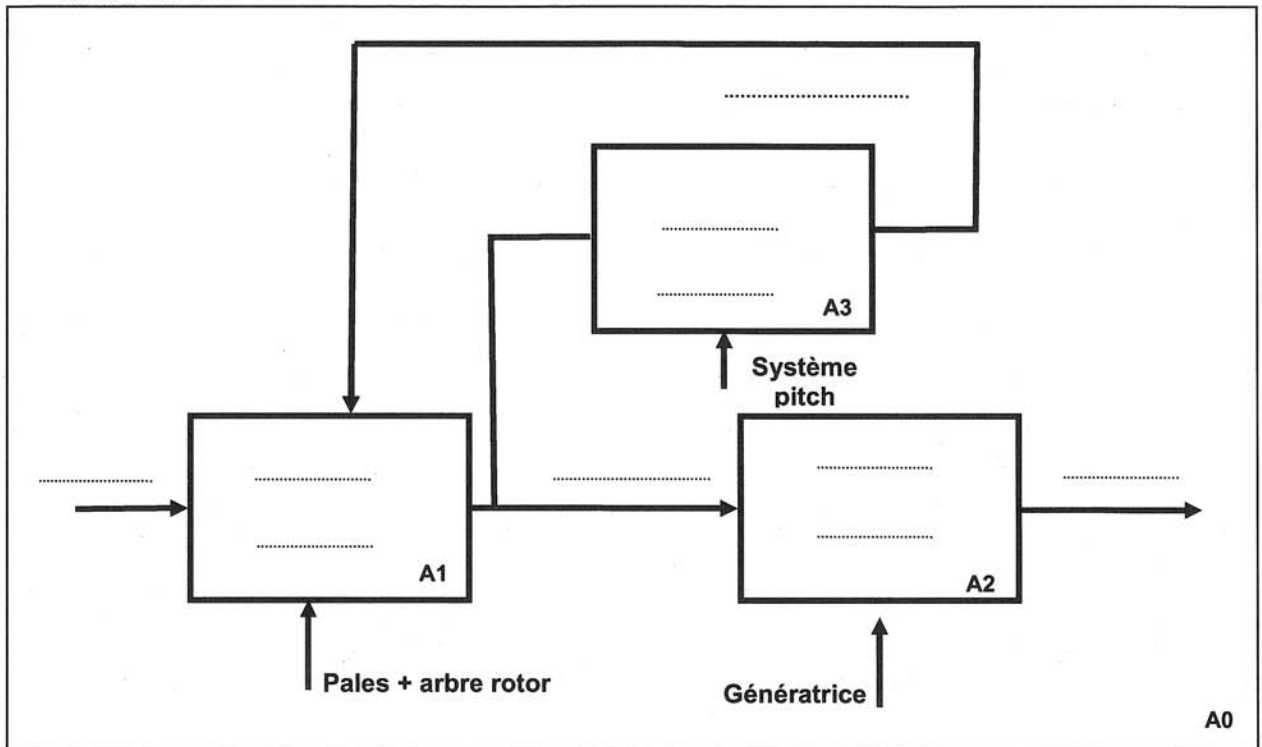 A3
Système
pitch
A1
A2
Pales + arbre rotor
Génératrice
A0